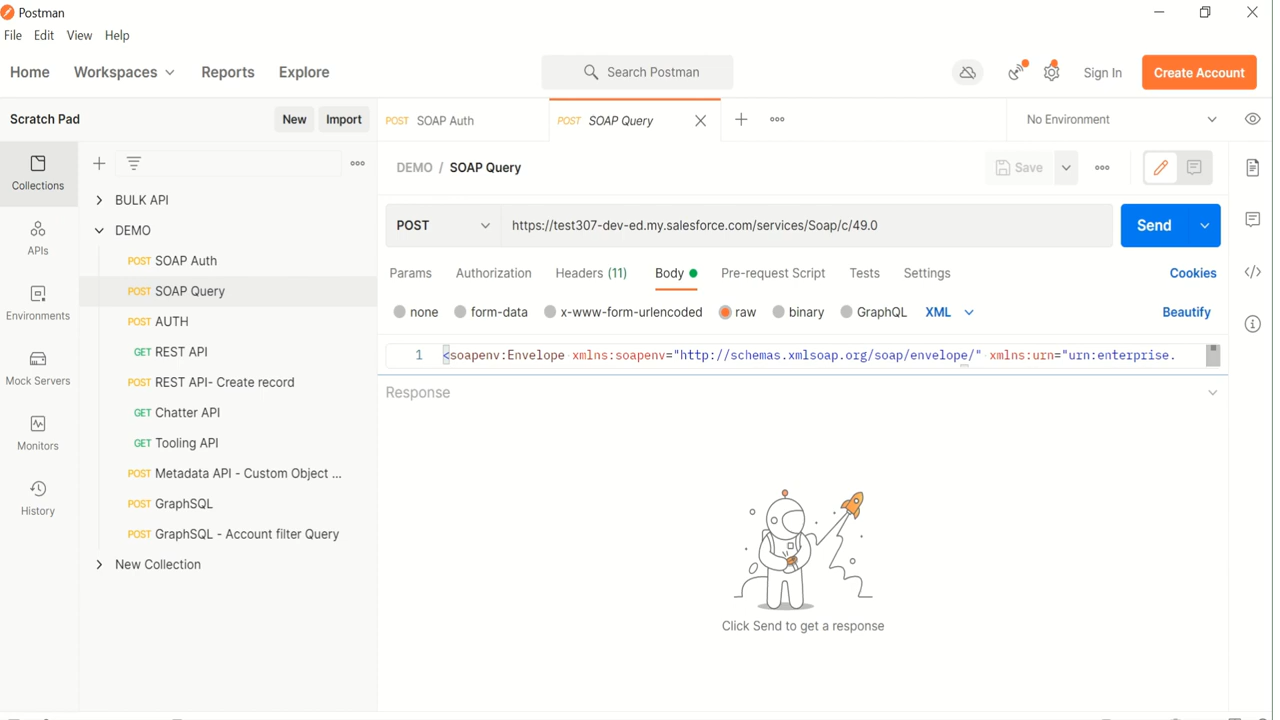 Postman
File Edit View Help
Home Workspaces Reports Explore Search Postman Sign In Create Account
Scratch Pad New Import POST SOAP Auth POST SOAP Query No Environment
Collections
APIs
Environments
Mock Servers
Monitors
History
BULK API
DEMO
POST SOAP Auth
POST SOAP Query
POST AUTH
GET REST API
POST REST API- Create record
GET Chatter API
GET Tooling API
POST Metadata API - Custom Object ...
POST GraphSQL
POST GraphSQL - Account filter Query
New Collection
DEMO / SOAP Query Save
POST https://test307-dev-ed.my.salesforce.com/services/Soap/c/49.0 Send
Params Authorization Headers (11) Body Pre-request Script Tests Settings Cookies
none form-data x-www-form-urlencoded raw binary GraphQL XML Beautify
1 <soapenv:Envelope xmlns:soapenv="http://schemas.xmlsoap.org/soap/envelope/" xmlns:urn="urn:enterprise.
Response
Click Send to get a response